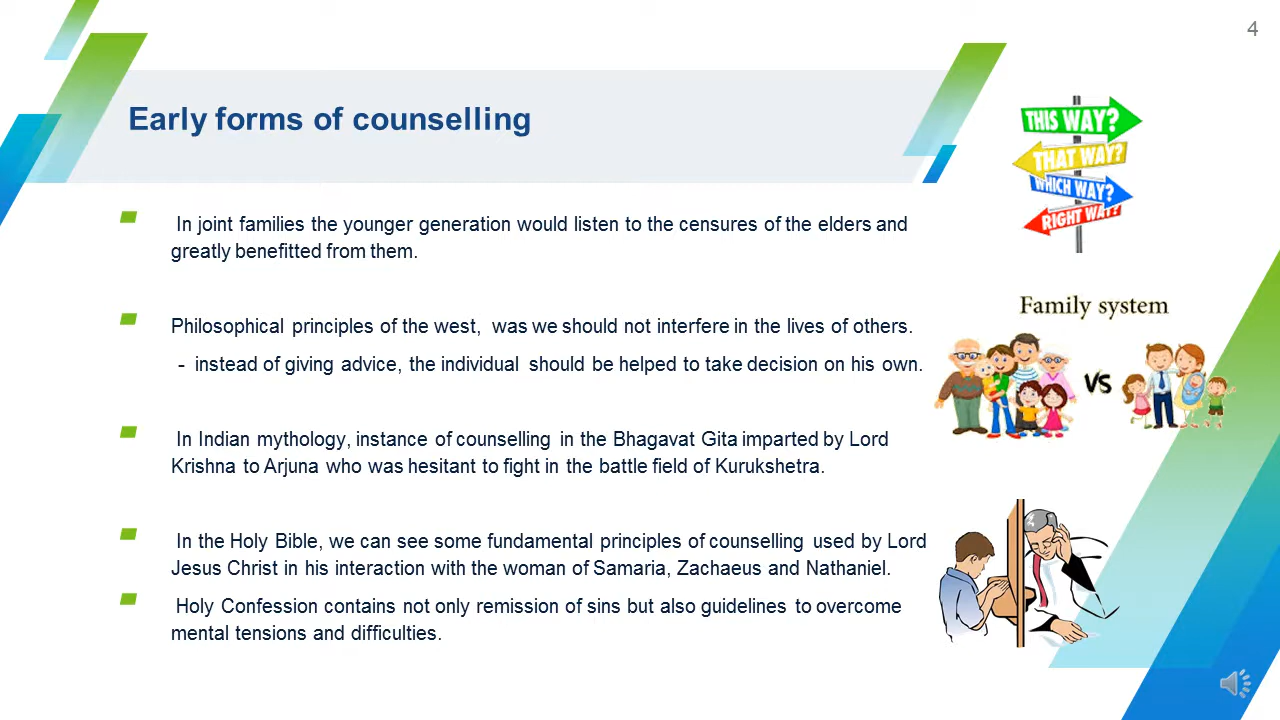 4
Early forms of counselling
In joint families the younger generation would listen to the censures of the elders and
greatly benefitted from them.
Philosophical principles of the west, was we should not interfere in the lives of others.
- instead of giving advice, the individual should be helped to take decision on his own.
In Indian mythology, instance of counselling in the Bhagavat Gita imparted by Lord
Krishna to Arjuna who was hesitant to fight in the battle field of Kurukshetra.
In the Holy Bible, we can see some fundamental principles of counselling used by Lord
Jesus Christ in his interaction with the woman of Samaria, Zachaeus and Nathaniel.
Holy Confession contains not only remission of sins but also guidelines to overcome
mental tensions and difficulties.
THIS WAY?
THAT WAY?
WHICH WAY?
RIGHT WAY?
Family system
VS